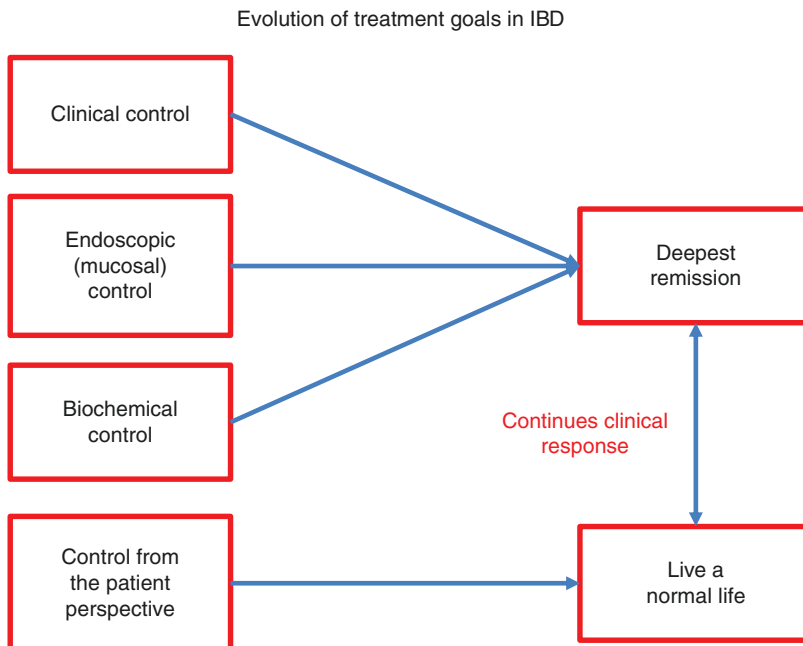 Evolution of treatment goals in IBD
Clinical control
Endoscopic
(mucosal)
control
Biochemical
control
Control from
the patient
perspective
Deepest
remission
Continues clinical
response
Live a
normal life